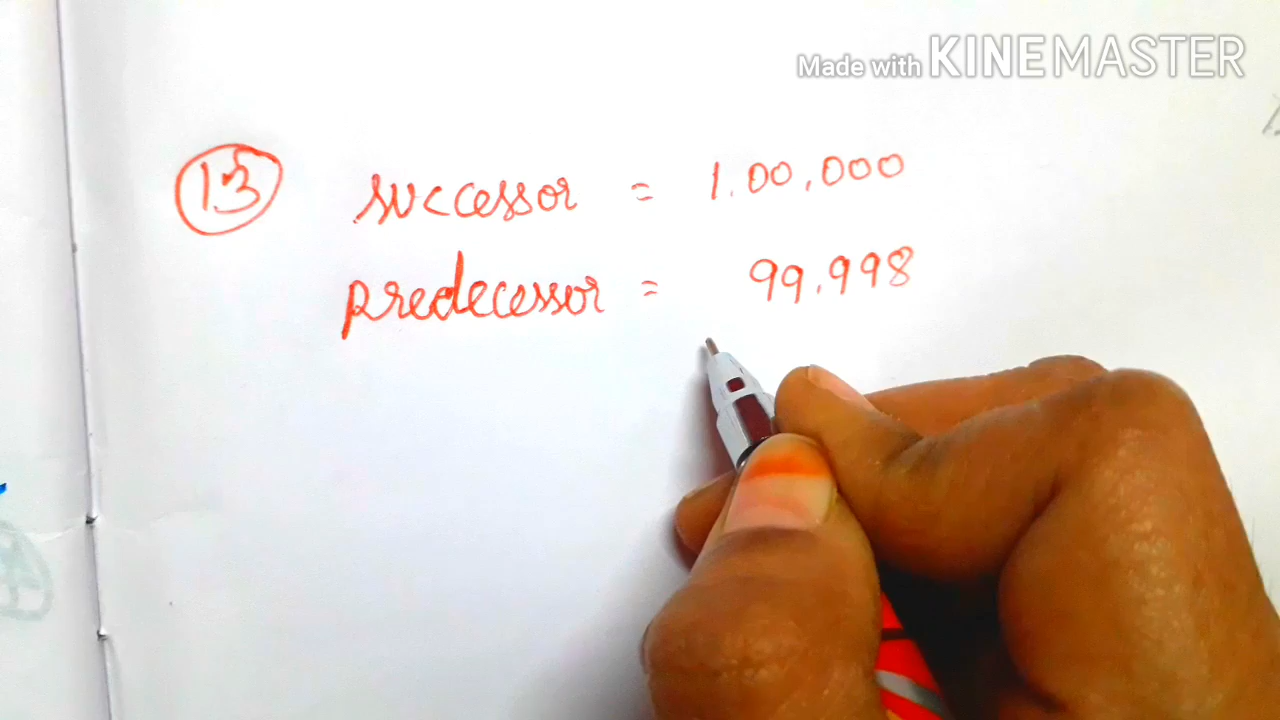 Made with KINEMASTER
13 successor = 1.00,000
predecessor = 99,998